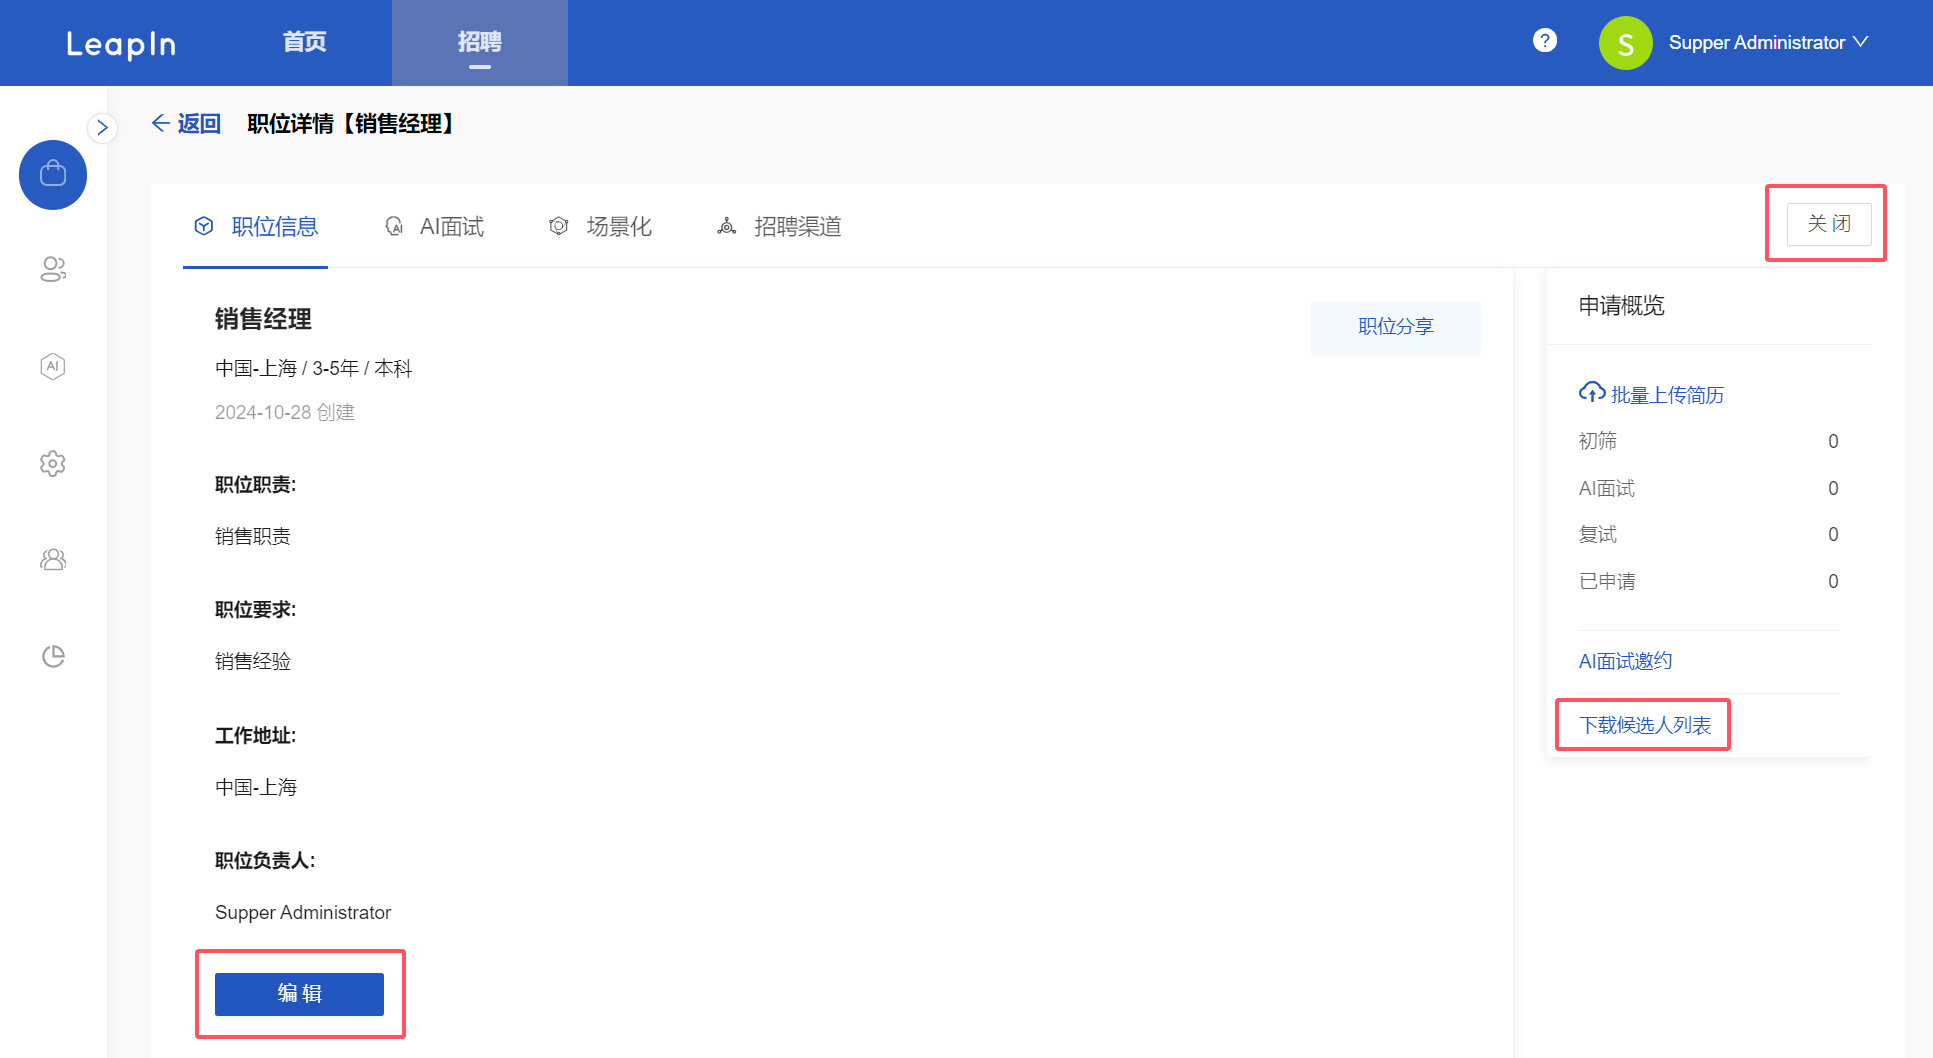 LeapIn
首页
招聘
?
S
Supper Administrator
返回
职位详情【销售经理】
职位信息
AI面试
场景化
招聘渠道
关 闭
AI
销售经理
职位分享
中国-上海 / 3-5年 / 本科
2024-10-28 创建
职位职责:
销售职责
职位要求:
销售经验
工作地址:
中国-上海
职位负责人:
Supper Administrator
编 辑
申请概览
批量上传简历
初筛 0
AI面试 0
复试 0
已申请 0
AI面试邀约
下载候选人列表